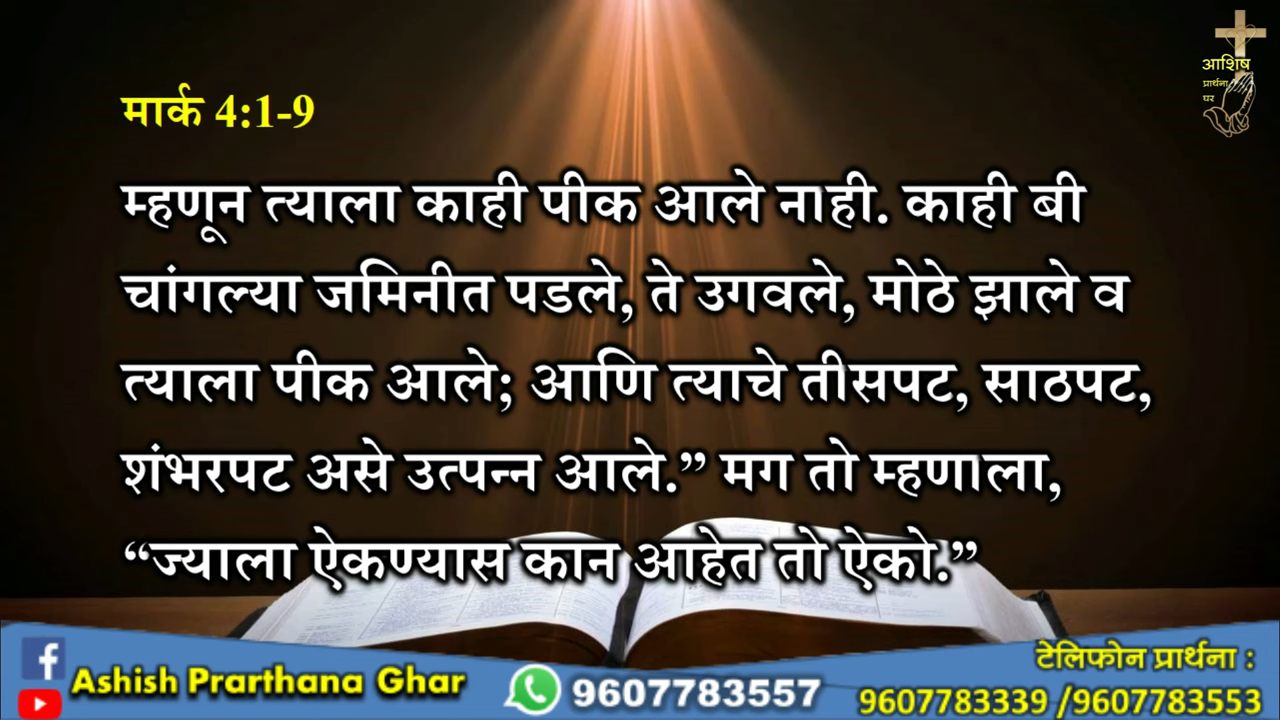 आशिष
प्रार्थना
घर
मार्क 4:1-9
म्हणून त्याला काही पीक आले नाही. काही बी
चांगल्या जमिनीत पडले, ते उगवले, मोठे झाले व
त्याला पीक आले; आणि त्याचे तीसपट, साठपट,
शंभरपट असे उत्पन्न आले.” मग तो म्हणाला,
“ज्याला ऐकण्यास कान आहेत तो ऐको.”
Ashish Prarthana Ghar
9607783557
टेलिफोन प्रार्थना :
9607783339 /9607783553